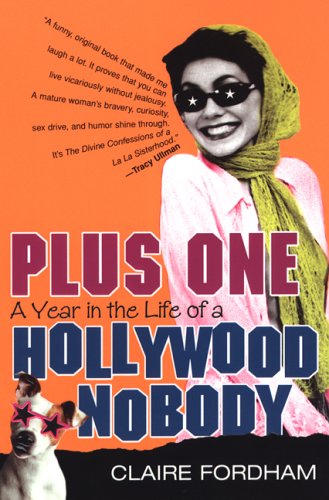 "A funny, original book that made me
laugh a lot. It proves that you can
live vicariously without jealousy.
A mature woman's bravery, curiosity,
sex drive, and humor shine through.
It's The Divine Confessions of a
La La Sisterhood."
—Tracy Ullman
PLUS ONE
A Year in the Life of a
HOLLYWOOD
NOBODY
CLAIRE FORDHAM